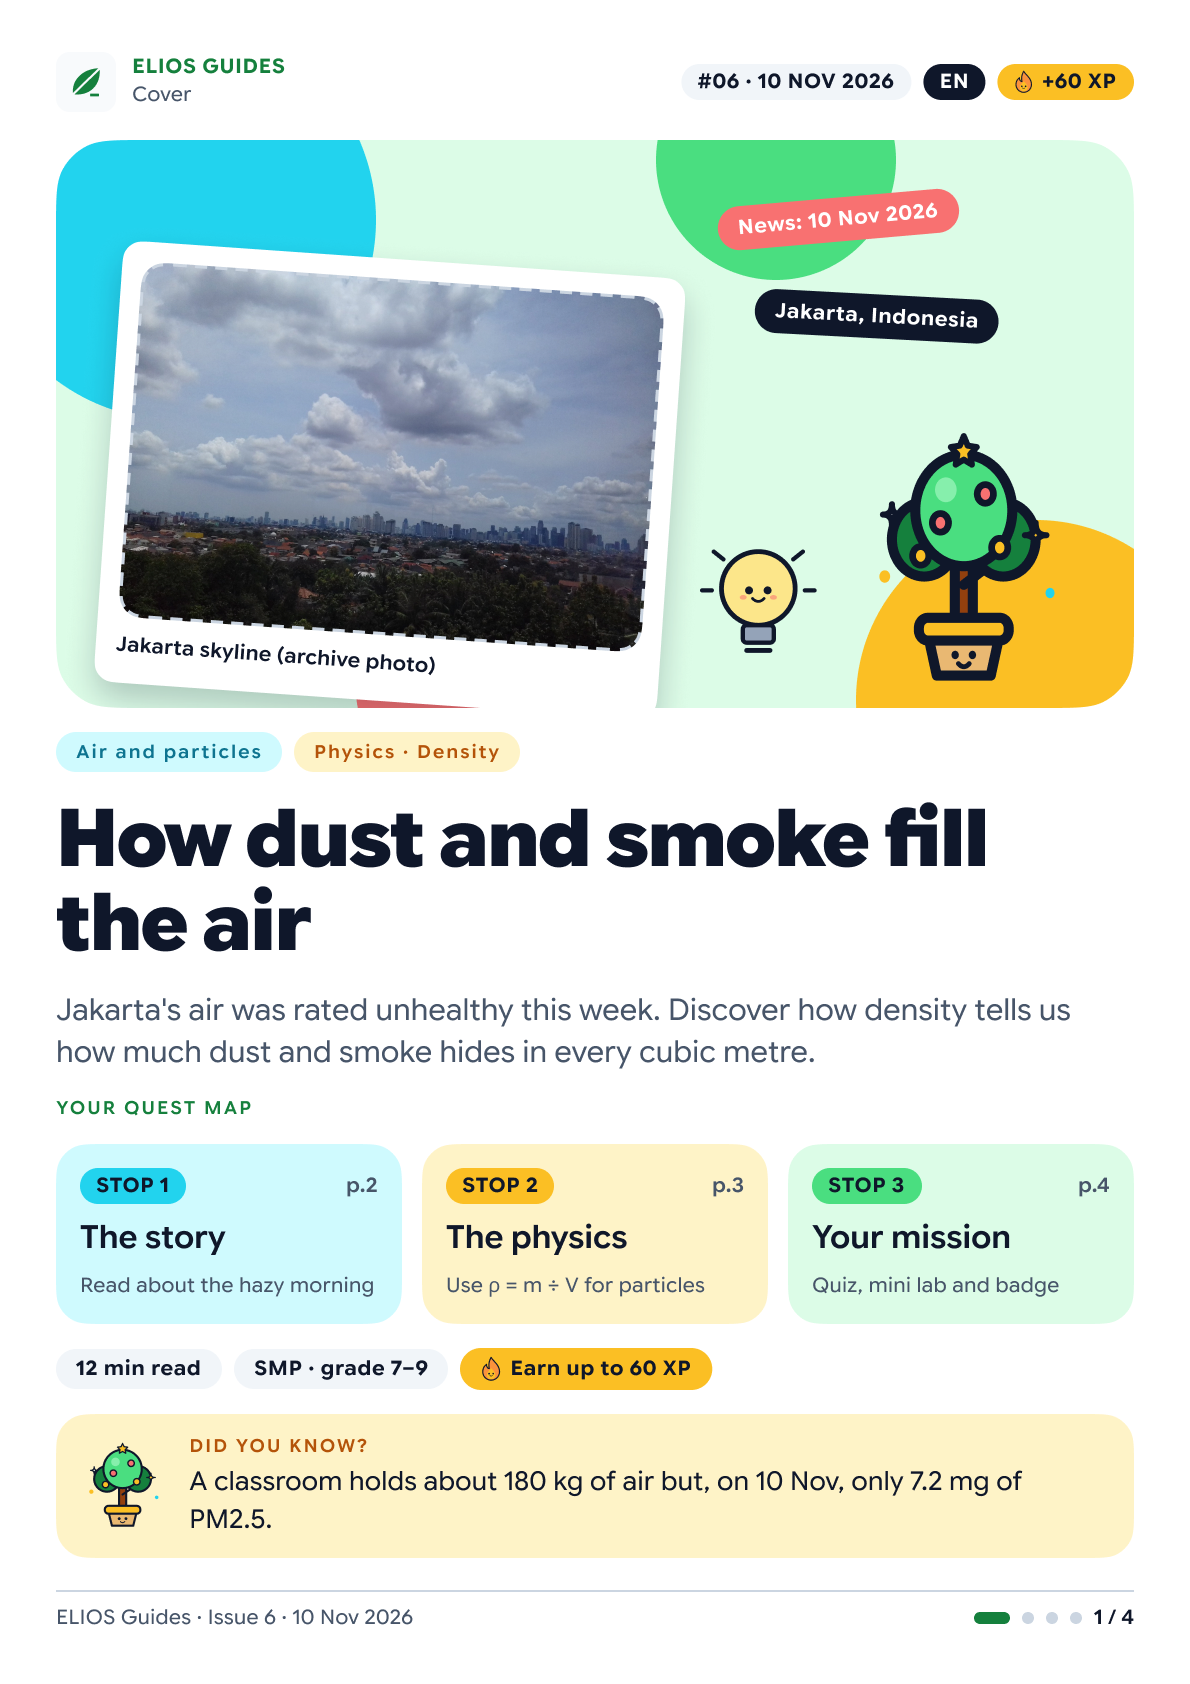 ELIOS GUIDES
Cover
#06 · 10 NOV 2026
EN
+60 XP
News: 10 Nov 2026
Jakarta, Indonesia
Jakarta skyline (archive photo)
Air and particles
Physics · Density
How dust and smoke fill
the air
Jakarta's air was rated unhealthy this week. Discover how density tells us
how much dust and smoke hides in every cubic metre.
YOUR QUEST MAP
STOP 1
p.2
The story
Read about the hazy morning
STOP 2
p.3
The physics
Use ρ = m ÷ V for particles
STOP 3
p.4
Your mission
Quiz, mini lab and badge
12 min read
SMP · grade 7–9
Earn up to 60 XP
DID YOU KNOW?
A classroom holds about 180 kg of air but, on 10 Nov, only 7.2 mg of
PM2.5.
ELIOS Guides · Issue 6 · 10 Nov 2026
1 / 4